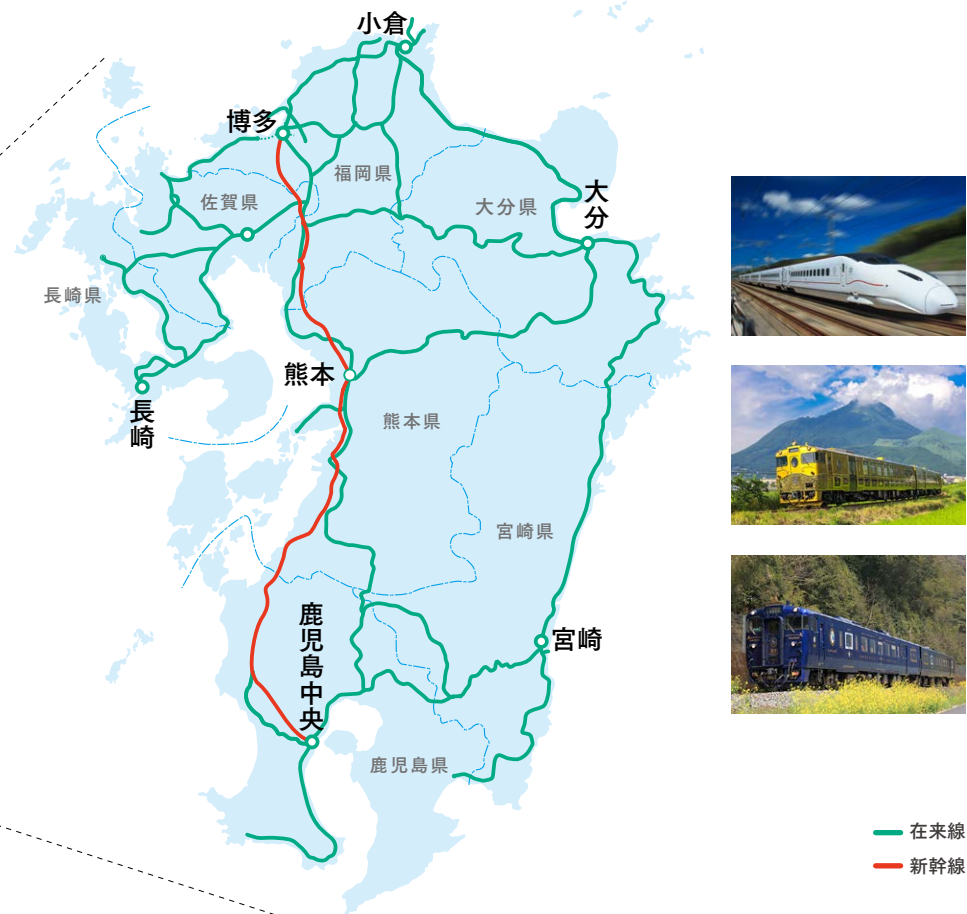 小倉
博多
福岡県
佐賀県
大分県
大分
長崎県
熊本
長崎
熊本県
宮崎県
鹿児島中央
宮崎
鹿児島県
在来線
新幹線